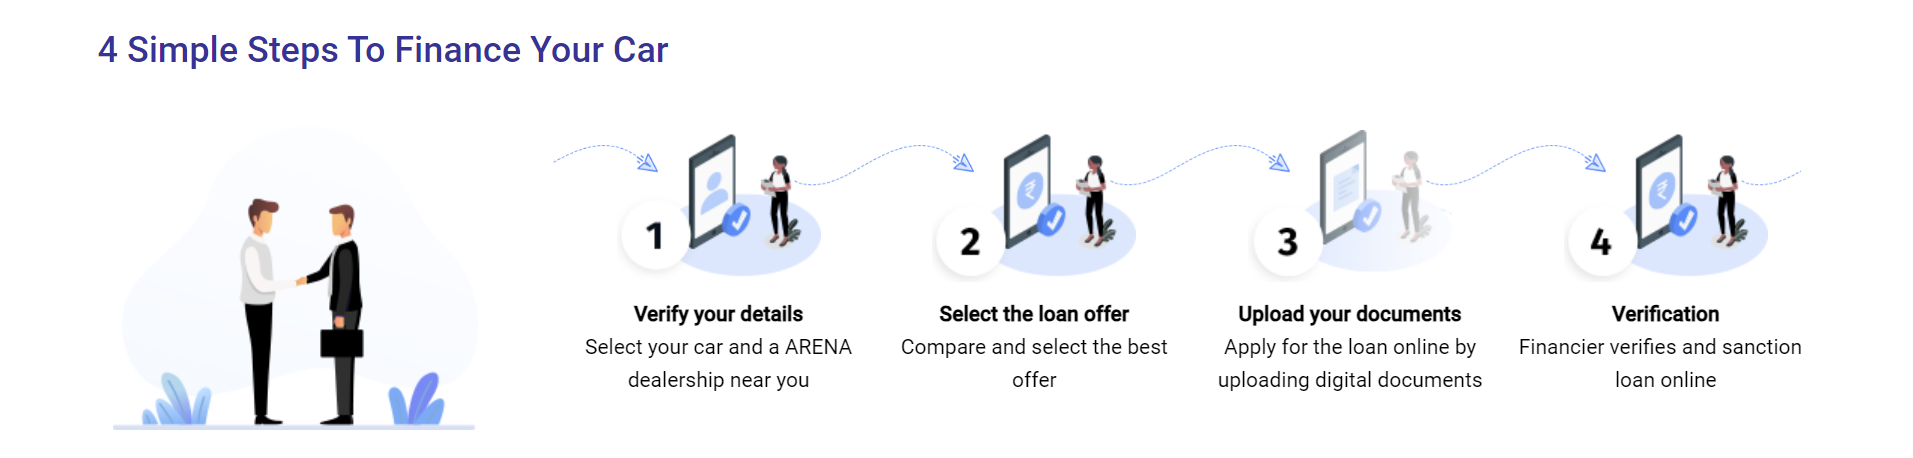 4 Simple Steps To Finance Your Car
1
Verify your details
Select your car and a ARENA
dealership near you
2
Select the loan offer
Compare and select the best
offer
3
Upload your documents
Apply for the loan online by
uploading digital documents
4
Verification
Financier verifies and sanction
loan online